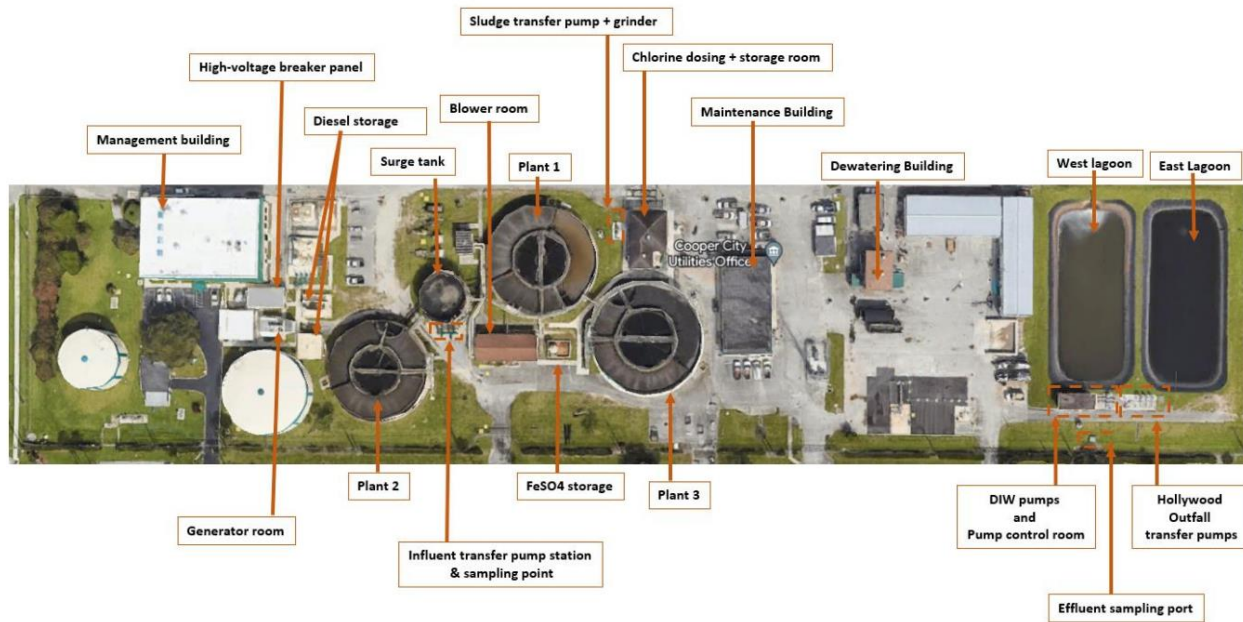 Sludge transfer pump + grinder
High-voltage breaker panel
Chlorine dosing + storage room
Diesel storage
Blower room
Maintenance Building
Management building
Surge tank
Plant 1
Dewatering Building
West lagoon
East Lagoon
Cooper City
Utilities Office
Plant 2
FeSO4 storage
Plant 3
Generator room
Influent transfer pump station
& sampling point
DIW pumps
and
Pump control room
Hollywood
Outfall
transfer pumps
Effluent sampling port